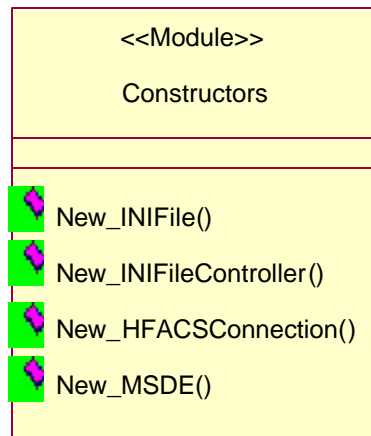 <<Module>>
Constructors
New_INIFile()
New_INIFileController()
New_HFACSConnection()
New_MSDE()